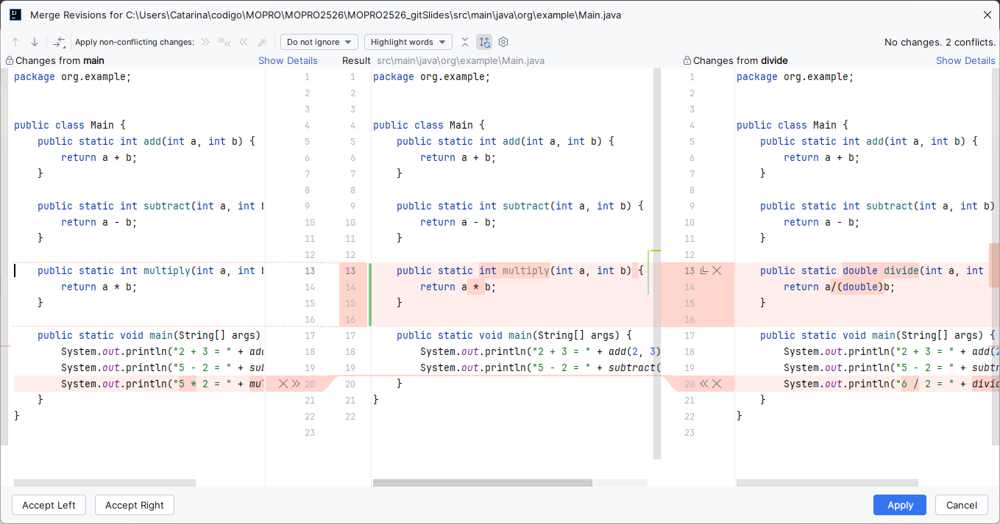 Merge Revisions for C:\Users\Catarina\codigo\MOPRO\MOPRO2526\MOPRO2526_gitSlides\src\main\java\org\example\Main.java
Apply non-conflicting changes: Do not ignore Highlight words No changes. 2 conflicts.
Changes from main Show Details Result src\main\java\org\example\Main.java Changes from divide Show Details
package org.example; 1 1 package org.example; 1 package org.example;
2 2 2
3 3 3
public class Main { 4 4 public class Main { 4 public class Main {
public static int add(int a, int b) { 5 5 public static int add(int a, int b) { 5 public static int add(int a, int b) {
return a + b; 6 6 return a + b; 6 return a + b;
} 7 7 } 7 }
8 8 8
public static int subtract(int a, int b 9 9 public static int subtract(int a, int b) { 9 public static int subtract(int a, int b)
return a - b; 10 10 return a - b; 10 return a - b;
} 11 11 } 11 }
12 12 12
public static int multiply(int a, int b 13 13 public static int multiply(int a, int b) { 13 public static double divide(int a, int
return a * b; 14 14 return a * b; 14 return a/(double)b;
} 15 15 } 15 }
16 16 16
public static void main(String[] args) 17 17 public static void main(String[] args) { 17 public static void main(String[] args) {
System.out.println("2 + 3 = " + add 18 18 System.out.println("2 + 3 = " + add(2, 3) 18 System.out.println("2 + 3 = " + add(2
System.out.println("5 - 2 = " + sub 19 19 System.out.println("5 - 2 = " + subtract( 19 System.out.println("5 - 2 = " + subtr
System.out.println("5 * 2 = " + mul 20 20 } 20 System.out.println("6 / 2 = " + divid
} 21 21 } 21 }
} 22 22 22 }
23 23
Accept Left Accept Right Apply Cancel